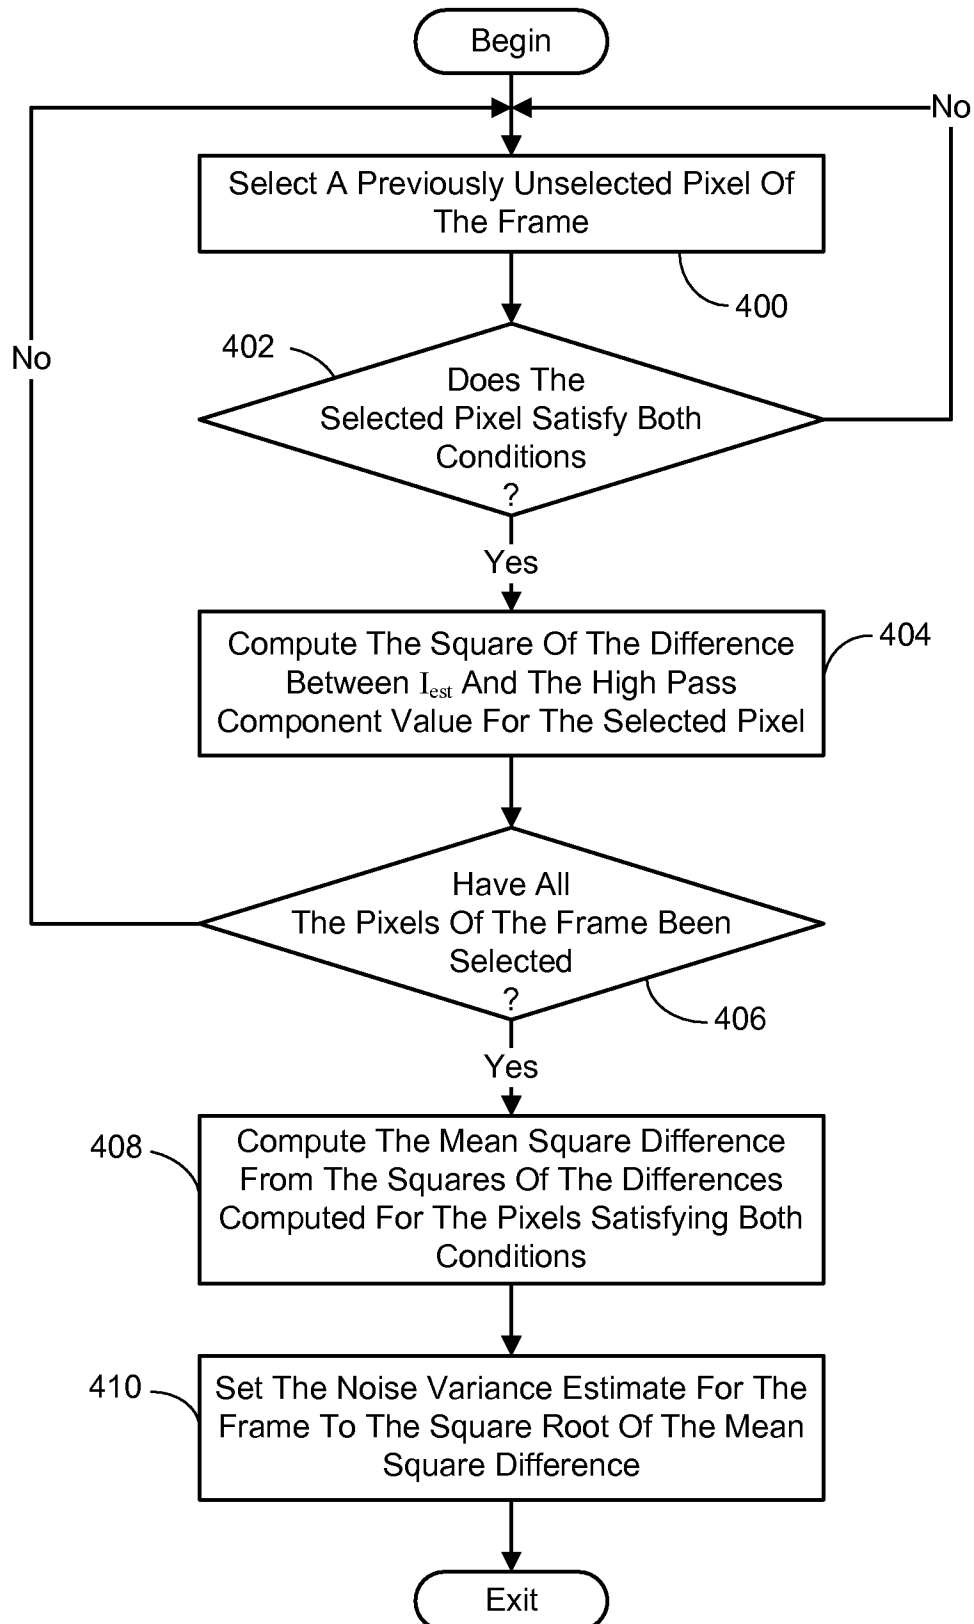 Begin
No
Select A Previously Unselected Pixel Of
The Frame
400
No
402
Does The
Selected Pixel Satisfy Both
Conditions
?
Yes
Compute The Square Of The Difference
Between Iest And The High Pass
Component Value For The Selected Pixel
404
Have All
The Pixels Of The Frame Been
Selected
?
406
Yes
408
Compute The Mean Square Difference
From The Squares Of The Differences
Computed For The Pixels Satisfying Both
Conditions
410
Set The Noise Variance Estimate For The
Frame To The Square Root Of The Mean
Square Difference
Exit